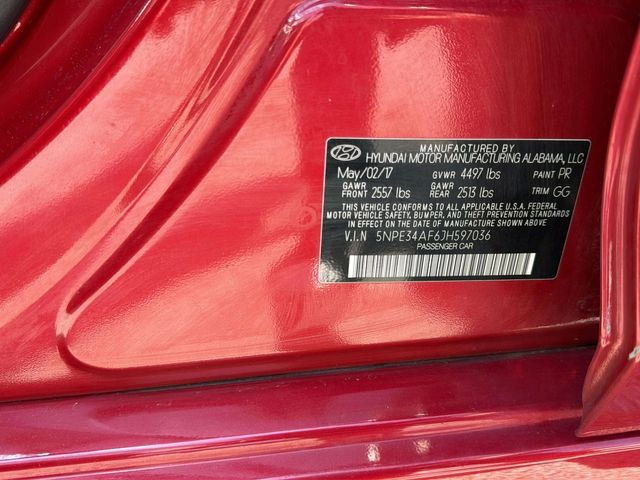 MANUFACTURED BY
HYUNDAI MOTOR MANUFACTURING ALABAMA, LLC
May/02/17 GVWR 4497 lbs PAINT PR
GAWR FRONT 2557 lbs GAWR REAR 2513 lbs TRIM GG
THIS VEHICLE CONFORMS TO ALL APPLICABLE U.S.A. FEDERAL
MOTOR VEHICLE SAFETY, BUMPER, AND THEFT PREVENTION
STANDARDS IN EFFECT ON THE DATE OF MANUFACTURE SHOWN ABOVE.
V.I.N 5NPE34AF6JH597036
PASSENGER CAR